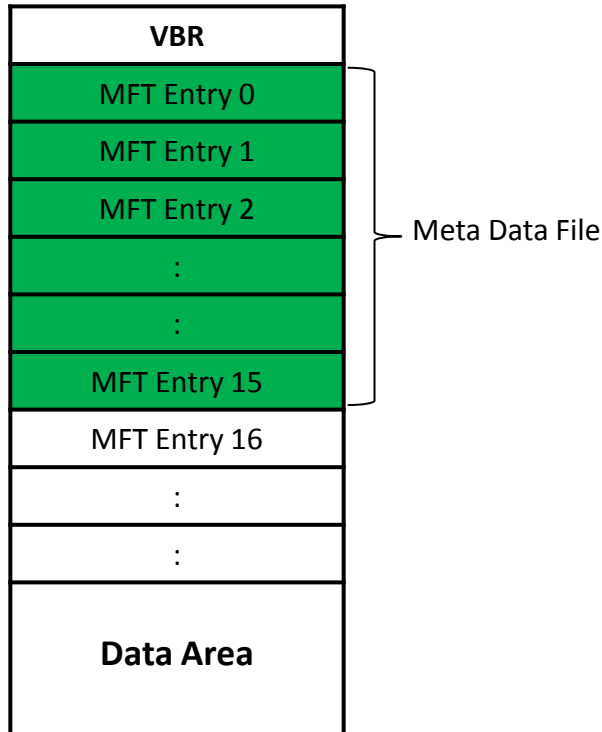 VBR
MFT Entry 0
MFT Entry 1
MFT Entry 2
:
:
MFT Entry 15
MFT Entry 16
:
:
Data Area
Meta Data File